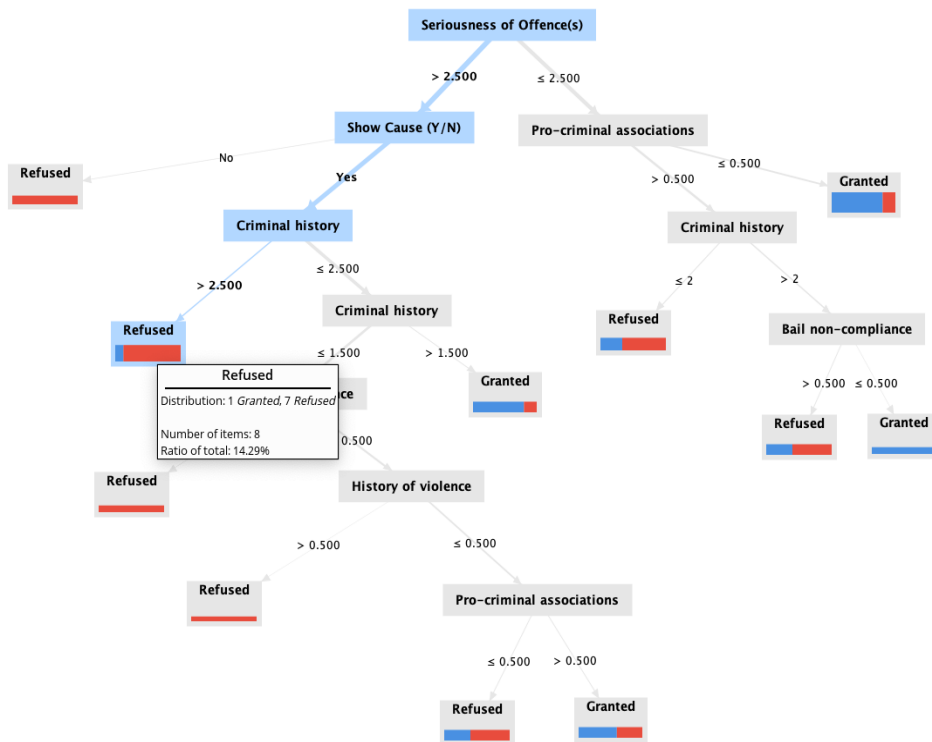 Seriousness of Offence(s)
> 2.500
≤ 2.500
Show Cause (Y/N)
Pro-criminal associations
No
Yes
> 0.500
≤ 0.500
Refused
Granted
Criminal history
Criminal history
> 2.500
≤ 2.500
≤ 2
> 2
Criminal history
Refused
Refused
Bail non-compliance
≤ 1.500
> 1.500
Refused
Distribution: 1 Granted, 7 Refused
Number of items: 8
Ratio of total: 14.29%
Granted
> 0.500
≤ 0.500
Refused
Granted
0.500
Refused
History of violence
> 0.500
≤ 0.500
Refused
Pro-criminal associations
≤ 0.500
> 0.500
Refused
Granted